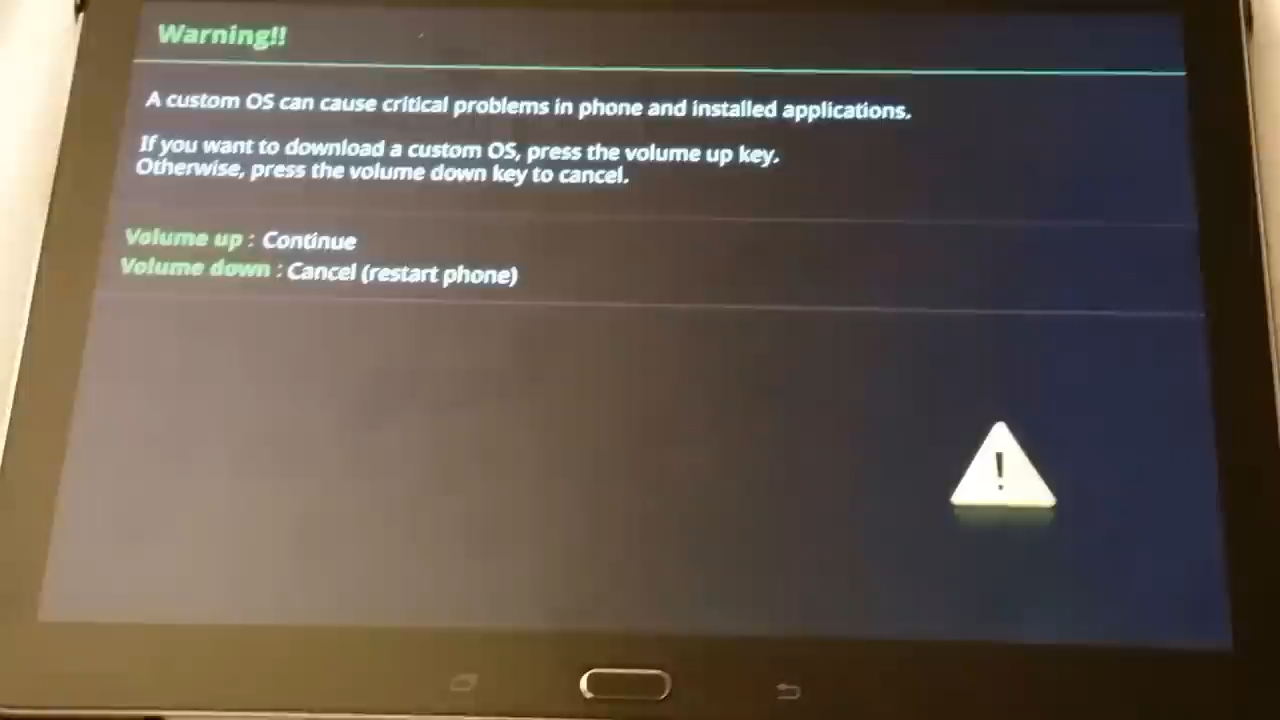 Warning!!
A custom OS can cause critical problems in phone and installed applications.
If you want to download a custom OS, press the volume up key.
Otherwise, press the volume down key to cancel.
Volume up : Continue
Volume down : Cancel (restart phone)
!